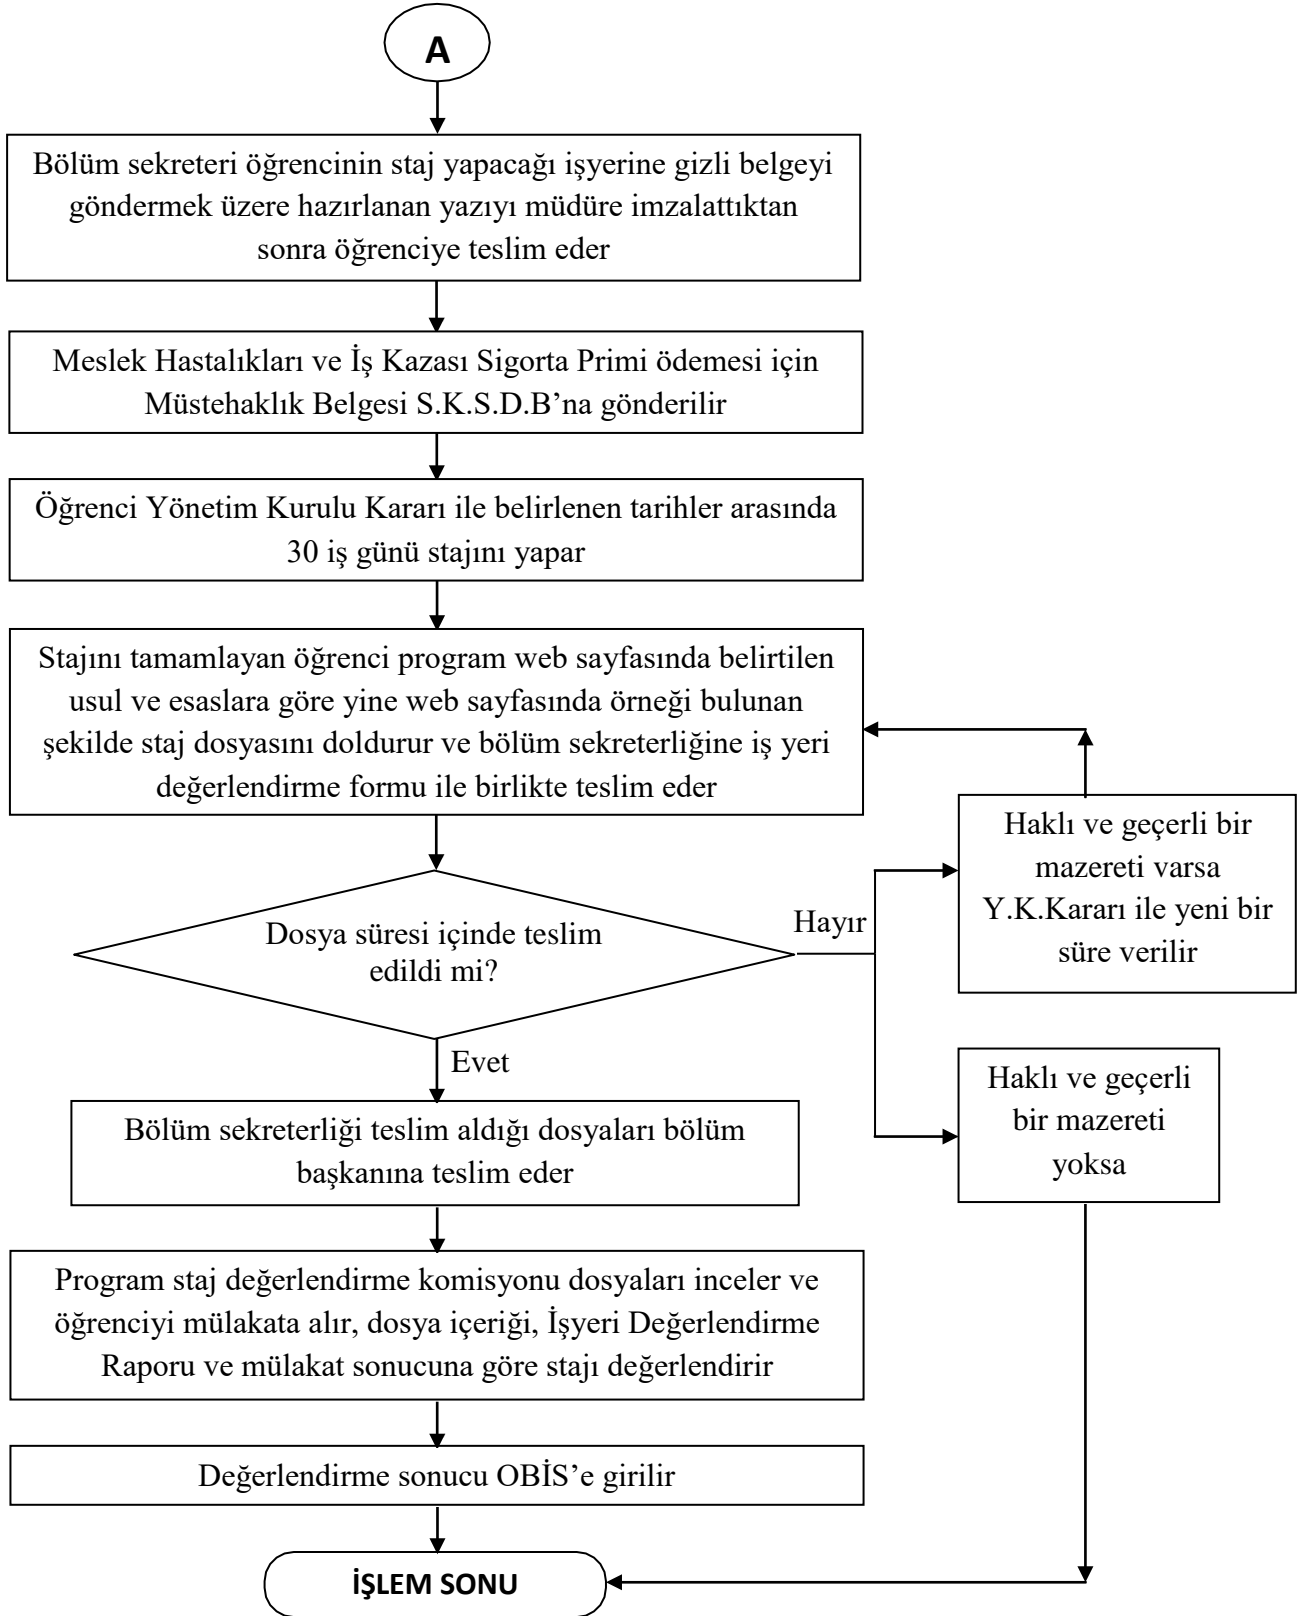 A
Bölüm sekreteri öğrencinin staj yapacağı işyerine gizli belgeyi
göndermek üzere hazırlanan yazıyı müdüre imzalattıktan
sonra öğrenciye teslim eder
Meslek Hastalıkları ve İş Kazası Sigorta Primi ödemesi için
Müstehaklık Belgesi S.K.S.D.B’na gönderilir
Öğrenci Yönetim Kurulu Kararı ile belirlenen tarihler arasında
30 iş günü stajını yapar
Stajını tamamlayan öğrenci program web sayfasında belirtilen
usul ve esaslara göre yine web sayfasında örneği bulunan
şekilde staj dosyasını doldurur ve bölüm sekreterliğine iş yeri
değerlendirme formu ile birlikte teslim eder
Haklı ve geçerli bir
mazereti varsa
Y.K.Kararı ile yeni bir
süre verilir
Hayır
Dosya süresi içinde teslim
edildi mi?
Evet
Haklı ve geçerli
bir mazereti
yoksa
Bölüm sekreterliği teslim aldığı dosyaları bölüm
başkanına teslim eder
Program staj değerlendirme komisyonu dosyaları inceler ve
öğrenciyi mülakata alır, dosya içeriği, İşyeri Değerlendirme
Raporu ve mülakat sonucuna göre stajı değerlendirir
Değerlendirme sonucu OBİS’e girilir
İŞLEM SONU